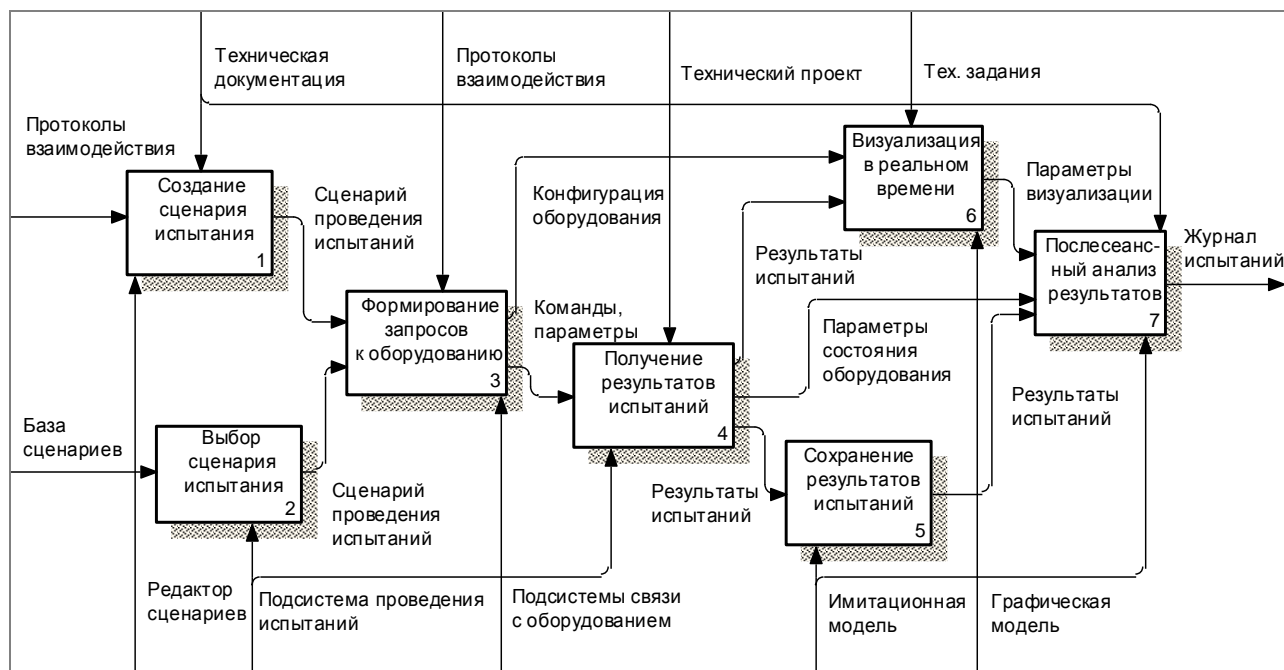 Техническая
документация
Протоколы
взаимодействия
Технический проект
Тех. задания
Протоколы
взаимодействия
Создание
сценария
испытания
1
Сценарий
проведения
испытаний
Конфигурация
оборудования
Визуализация
в реальном
времени
6
Параметры
визуализации
Результаты
испытаний
Послесеанс-
ный анализ
результатов
7
Журнал
испытаний
Формирование
запросов
к оборудованию
3
Команды,
параметры
Получение
результатов
испытаний
4
Параметры
состояния
оборудования
Результаты
испытаний
База
сценариев
Выбор
сценария
испытания
2
Сценарий
проведения
испытаний
Результаты
испытаний
Сохранение
результатов
испытаний
5
Редактор
сценариев
Подсистема проведения
испытаний
Подсистемы связи
с оборудованием
Имитационная
модель
Графическая
модель